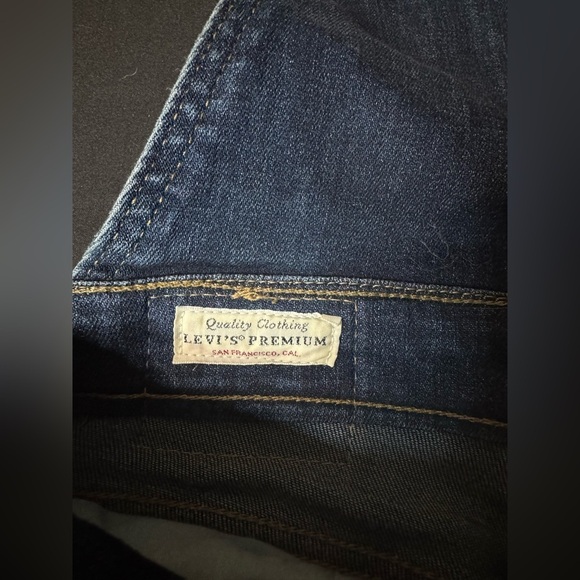 Quality Clothing
LEVI'S® PREMIUM
SAN FRANCISCO, CAL